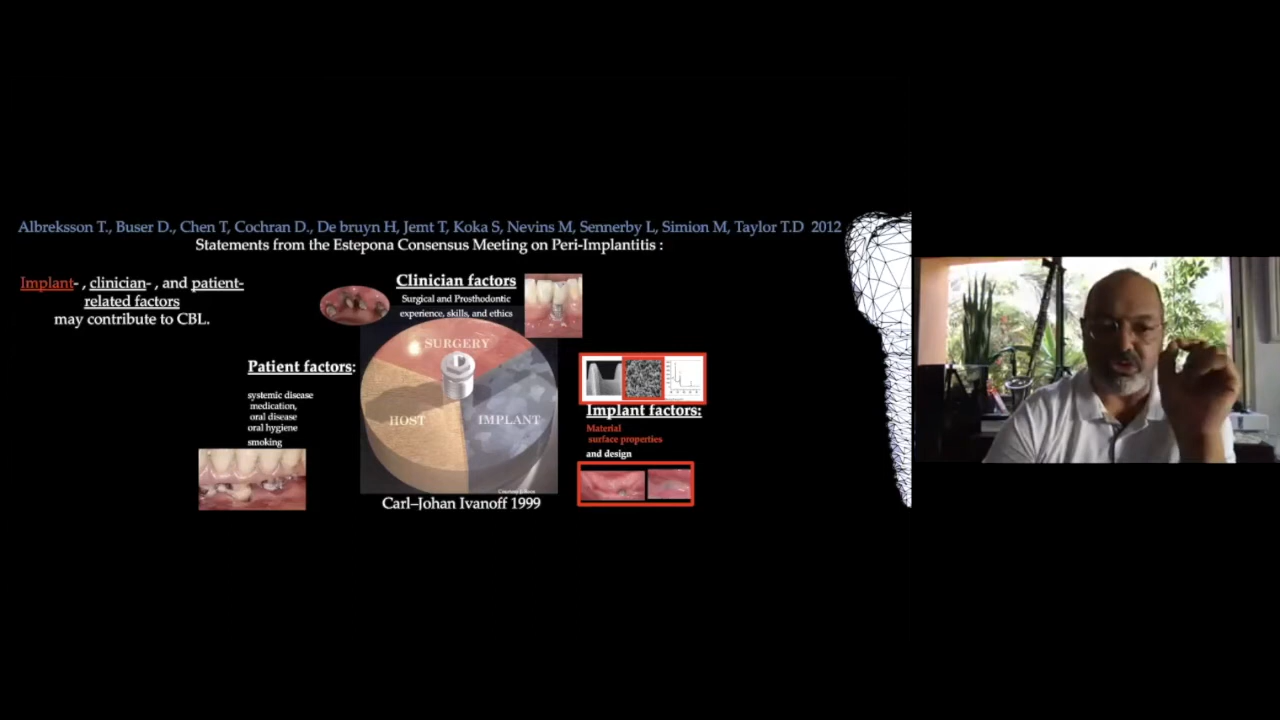 Albreksson T., Buser D., Chen T, Cochran D., De bruyn H, Jemt T, Koka S, Nevins M, Sennerby L, Simion M, Taylor T.D 2012
Statements from the Estepona Consensus Meeting on Peri-Implantitis :
Implant- , clinician- , and patient-
related factors
may contribute to CBL.
Clinician factors
Surgical and Prosthodontic
experience, skills, and ethics
SURGERY
HOST
IMPLANT
Patient factors:
systemic disease
medication,
oral disease
oral hygiene
smoking
Implant factors:
Material
surface properties
and design
Carl–Johan Ivanoff 1999